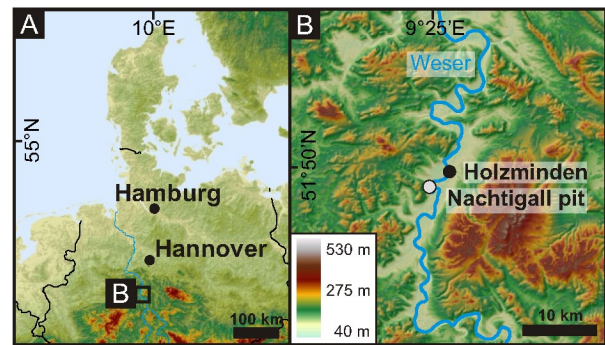 A
10°E
55°N
Hamburg
Hannover
B
100 km
B
9°25'E
Weser
51°50'N
Holzminden
Nachtigall pit
530 m
275 m
40 m
10 km